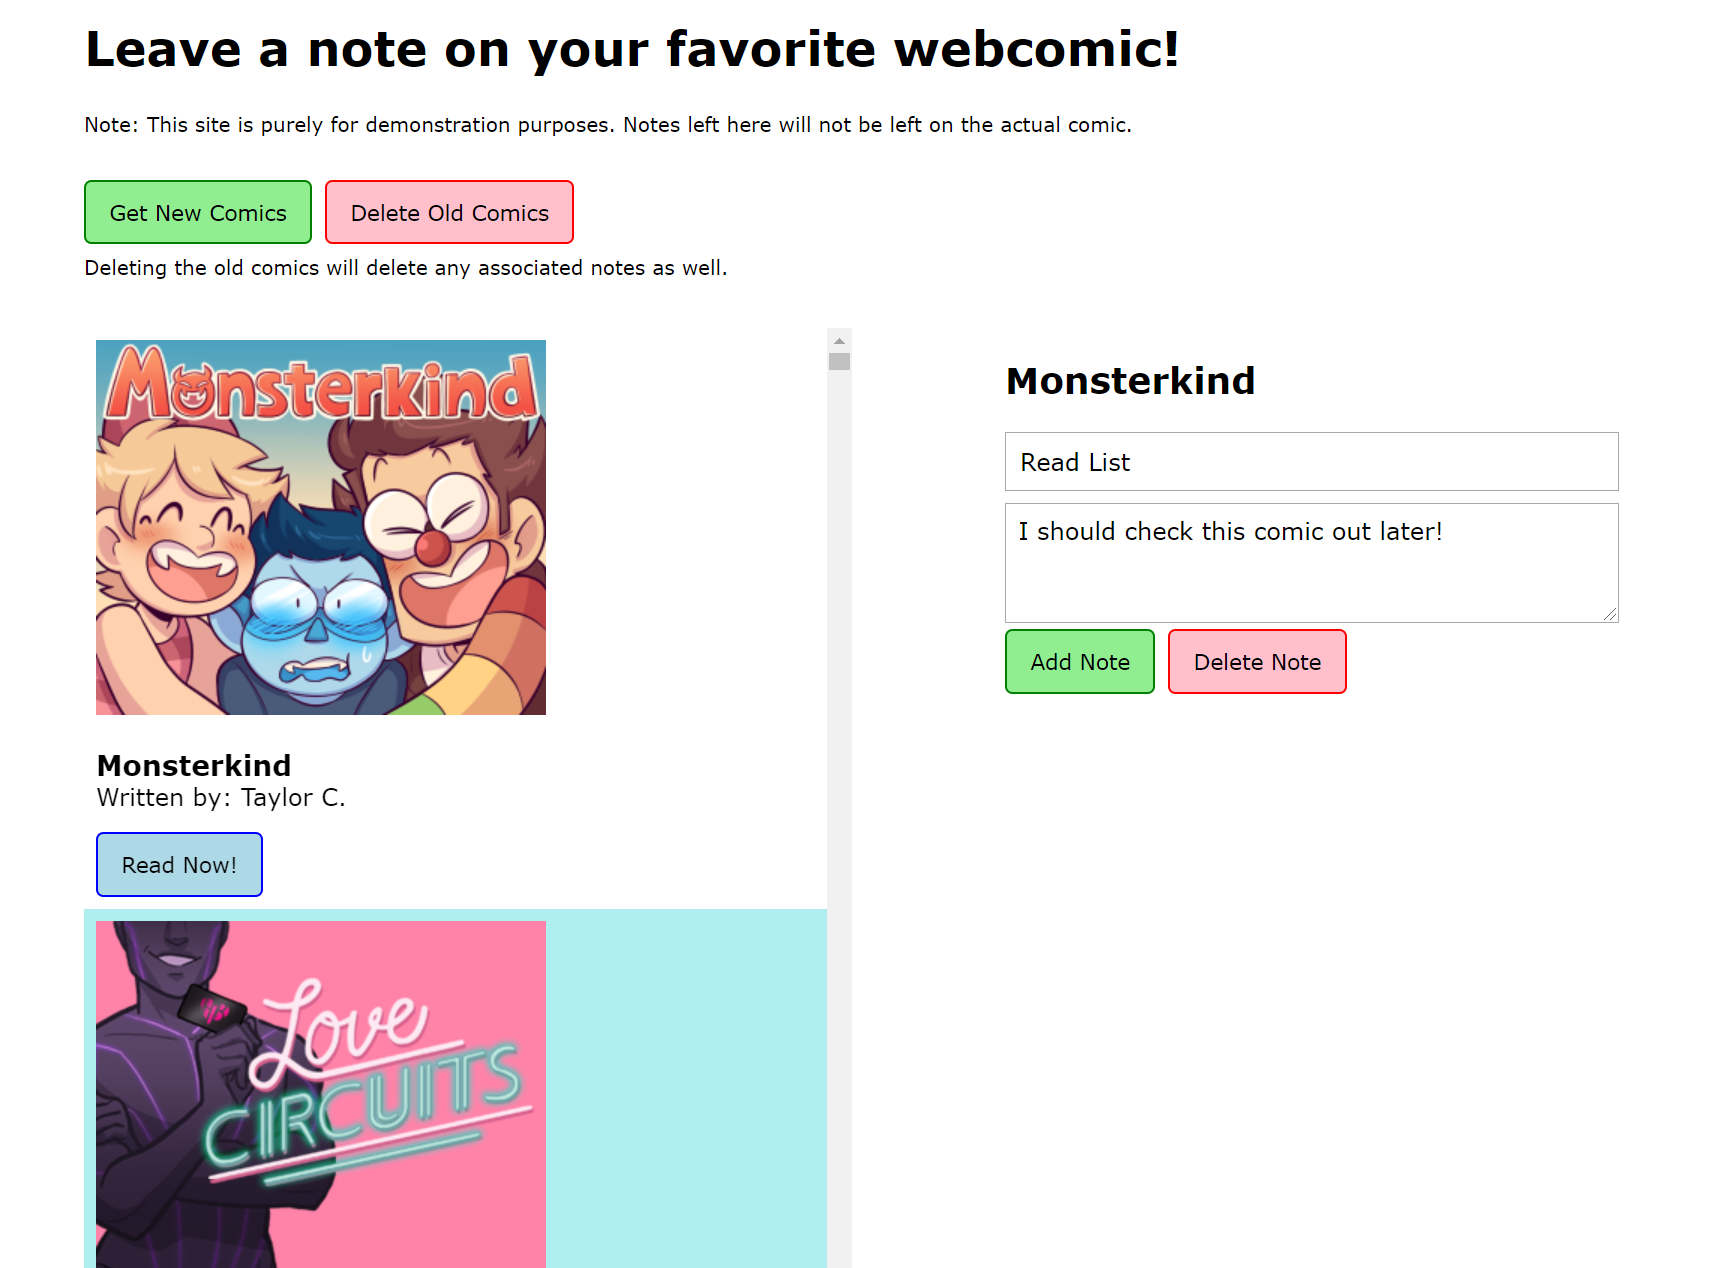 Leave a note on your favorite webcomic!
Note: This site is purely for demonstration purposes. Notes left here will not be left on the actual comic.
Get New Comics
Delete Old Comics
Deleting the old comics will delete any associated notes as well.
Monsterkind
Monsterkind
Written by: Taylor C.
Read Now!
Love
CIRCUITS
Monsterkind
Read List
I should check this comic out later!
Add Note
Delete Note